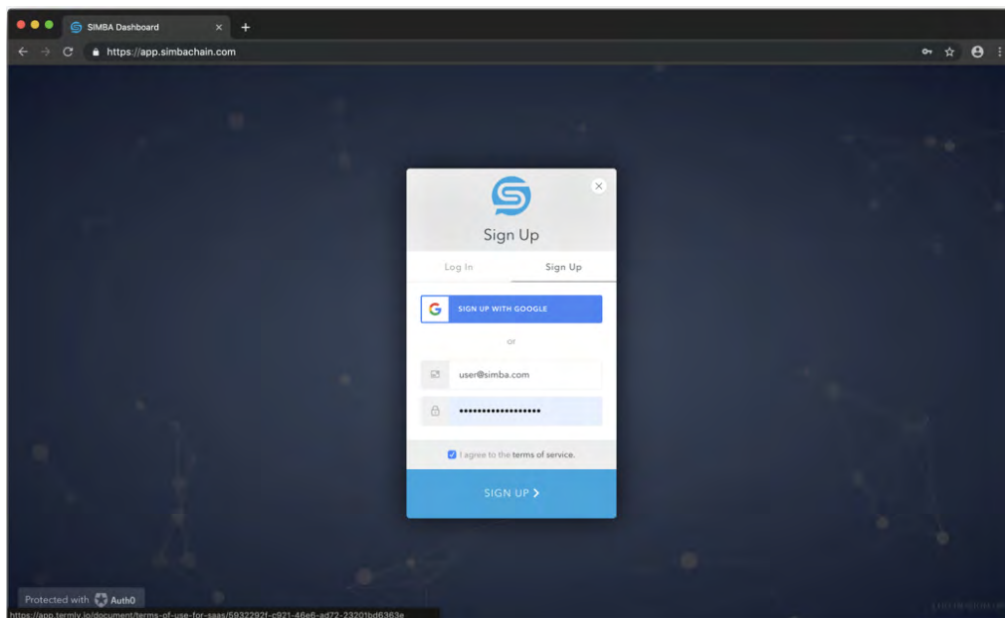 SIMBA Dashboard
https://app.simbachain.com
Sign Up
Log In
Sign Up
SIGN UP WITH GOOGLE
or
user@simba.com
••••••••••••••••••
I agree to the terms of service.
SIGN UP
Protected with Auth0
https://app.termly.io/document/terms-of-use-for-saas/5932292f-c921-46e6-ad72-23201bd6363e